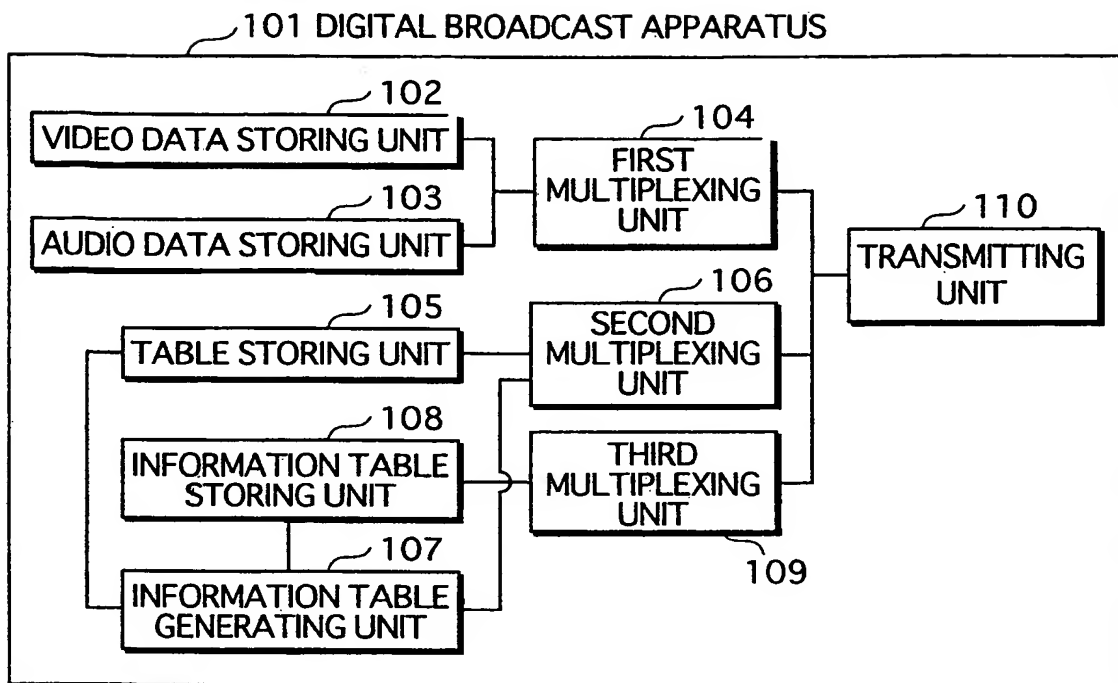 101 DIGITAL BROADCAST APPARATUS
102
VIDEO DATA STORING UNIT
103
AUDIO DATA STORING UNIT
104
FIRST
MULTIPLEXING
UNIT
110
TRANSMITTING
UNIT
105
TABLE STORING UNIT
106
SECOND
MULTIPLEXING
UNIT
108
INFORMATION TABLE
STORING UNIT
THIRD
MULTIPLEXING
UNIT
109
107
INFORMATION TABLE
GENERATING UNIT